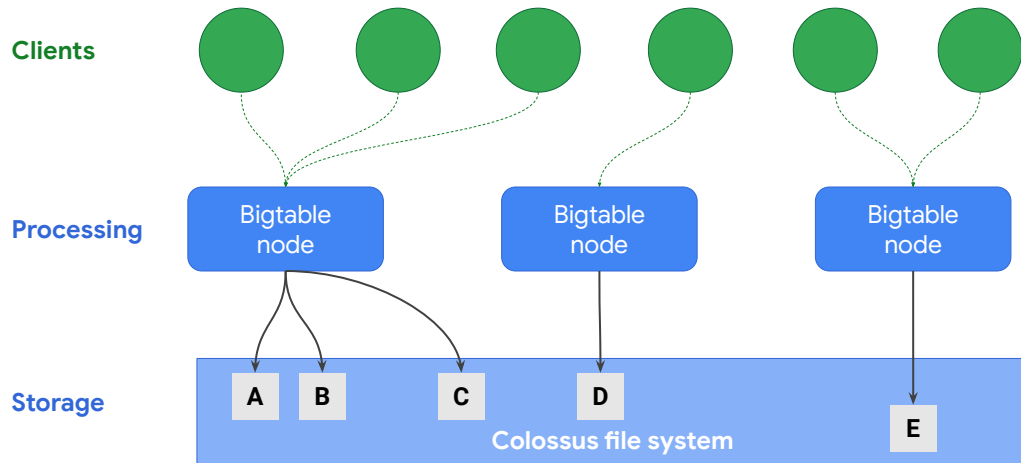 Clients
Processing
Bigtable
node
Bigtable
node
Bigtable
node
Storage
A
B
C
D
E
Colossus file system